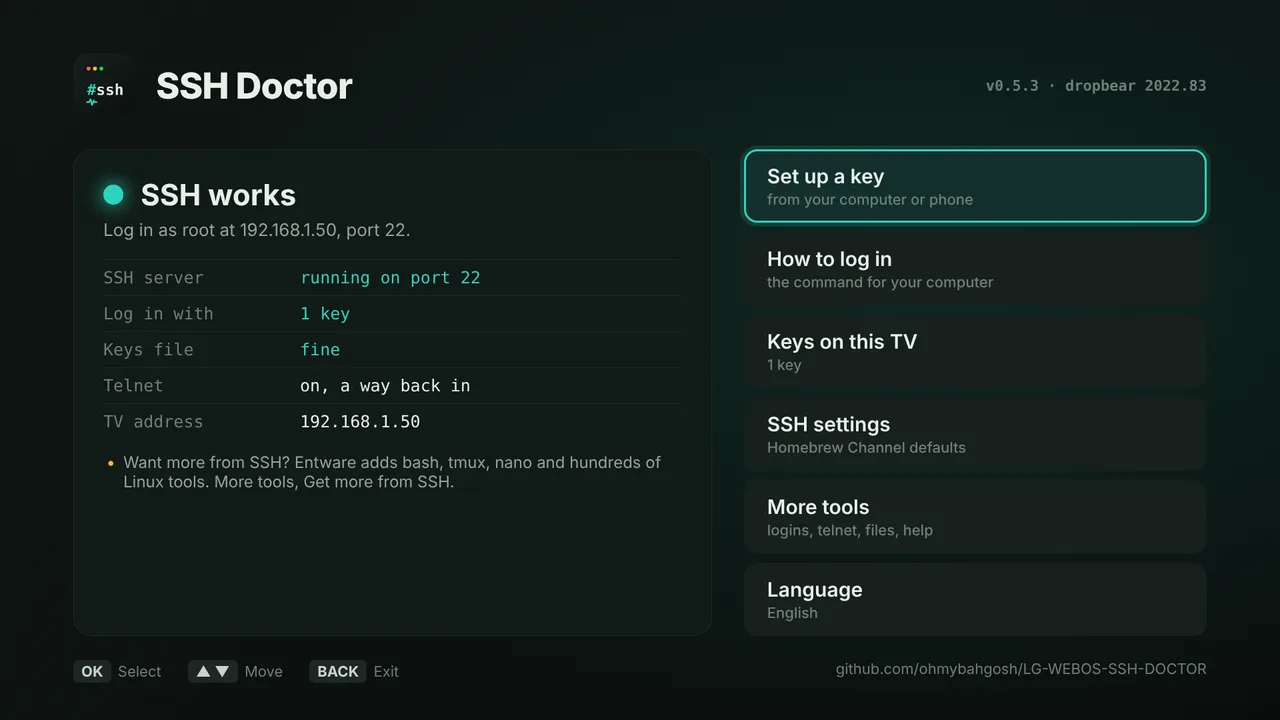 #ssh
SSH Doctor
v0.5.3 · dropbear 2022.83
SSH works
Log in as root at 192.168.1.50, port 22.
SSH server running on port 22
Log in with 1 key
Keys file fine
Telnet on, a way back in
TV address 192.168.1.50
• Want more from SSH? Entware adds bash, tmux, nano and hundreds of
Linux tools. More tools, Get more from SSH.
Set up a key
from your computer or phone
How to log in
the command for your computer
Keys on this TV
1 key
SSH settings
Homebrew Channel defaults
More tools
logins, telnet, files, help
Language
English
OK Select ▲▼ Move BACK Exit
github.com/ohmybahgosh/LG-WEBOS-SSH-DOCTOR